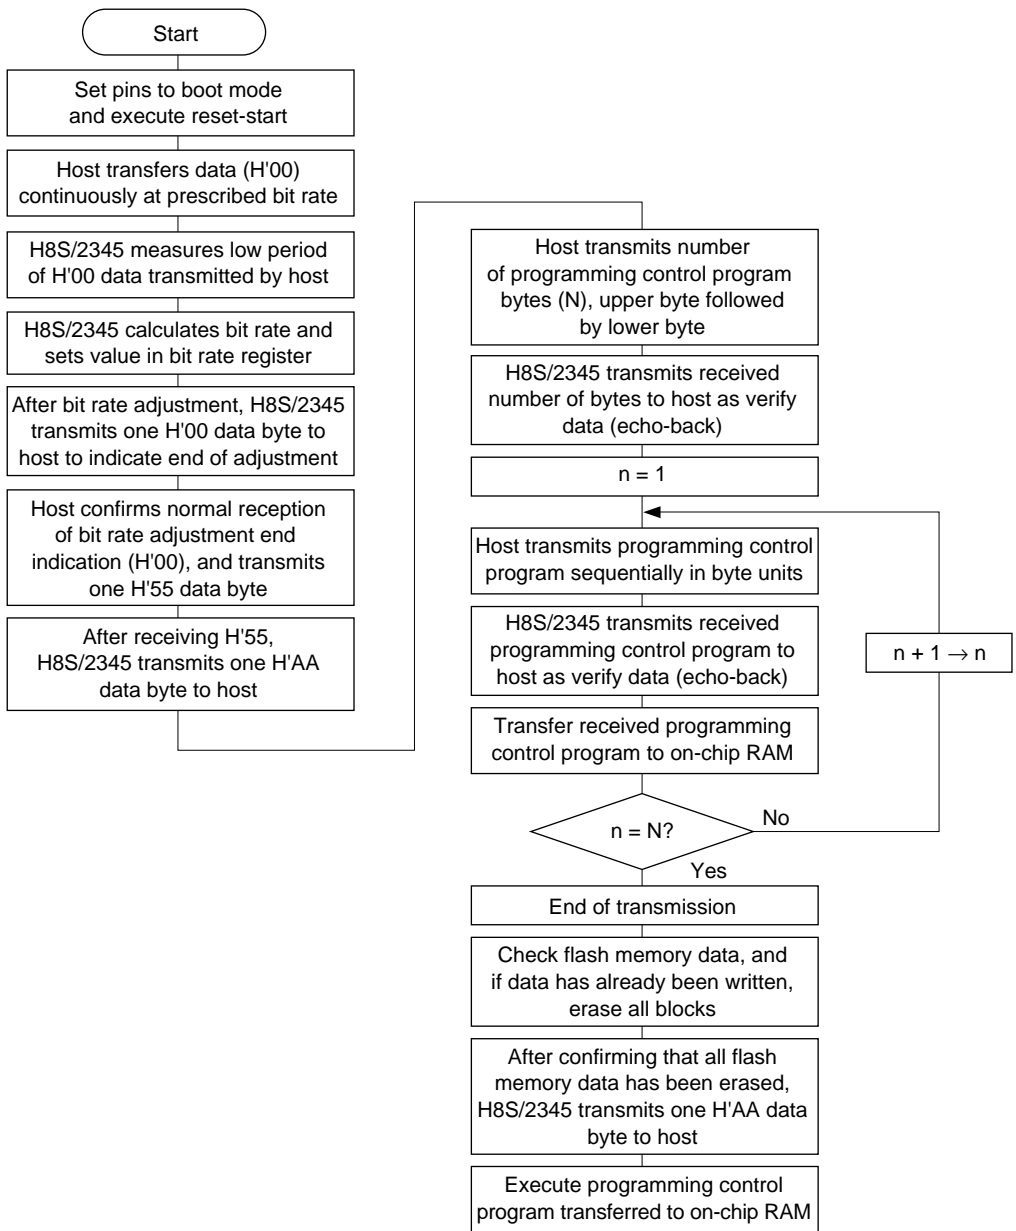 Start
Set pins to boot mode
and execute reset-start
Host transfers data (H'00)
continuously at prescribed bit rate
H8S/2345 measures low period
of H'00 data transmitted by host
H8S/2345 calculates bit rate and
sets value in bit rate register
After bit rate adjustment, H8S/2345
transmits one H'00 data byte to
host to indicate end of adjustment
Host confirms normal reception
of bit rate adjustment end
indication (H'00), and transmits
one H'55 data byte
After receiving H'55,
H8S/2345 transmits one H'AA
data byte to host
Host transmits number
of programming control program
bytes (N), upper byte followed
by lower byte
H8S/2345 transmits received
number of bytes to host as verify
data (echo-back)
n = 1
Host transmits programming control
program sequentially in byte units
H8S/2345 transmits received
programming control program to
host as verify data (echo-back)
n + 1 → n
Transfer received programming
control program to on-chip RAM
n = N?
No
Yes
End of transmission
Check flash memory data, and
if data has already been written,
erase all blocks
After confirming that all flash
memory data has been erased,
H8S/2345 transmits one H'AA data
byte to host
Execute programming control
program transferred to on-chip RAM